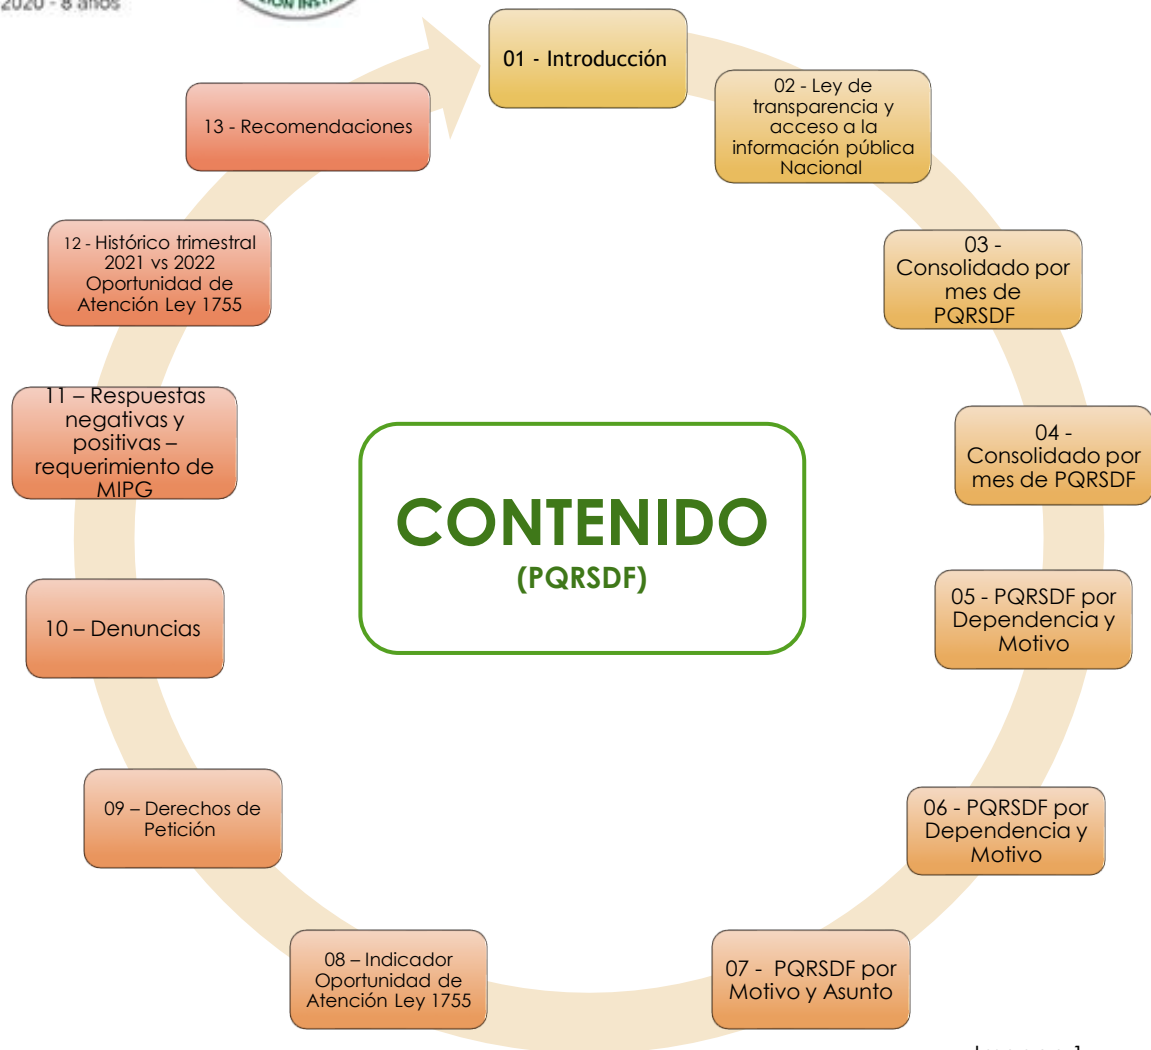 2020 - 8 años
01 - Introducción
02 - Ley de
transparencia y
acceso a la
información pública
Nacional
03 -
Consolidado por
mes de
PQRSDF
04 -
Consolidado por
mes de PQRSDF
05 - PQRSDF por
Dependencia y
Motivo
06 - PQRSDF por
Dependencia y
Motivo
07 - PQRSDF por
Motivo y Asunto
08 – Indicador
Oportunidad de
Atención Ley 1755
09 – Derechos de
Petición
10 – Denuncias
11 – Respuestas
negativas y
positivas –
requerimiento de
MIPG
12 - Histórico trimestral
2021 vs 2022
Oportunidad de
Atención Ley 1755
13 - Recomendaciones
CONTENIDO
(PQRSDF)